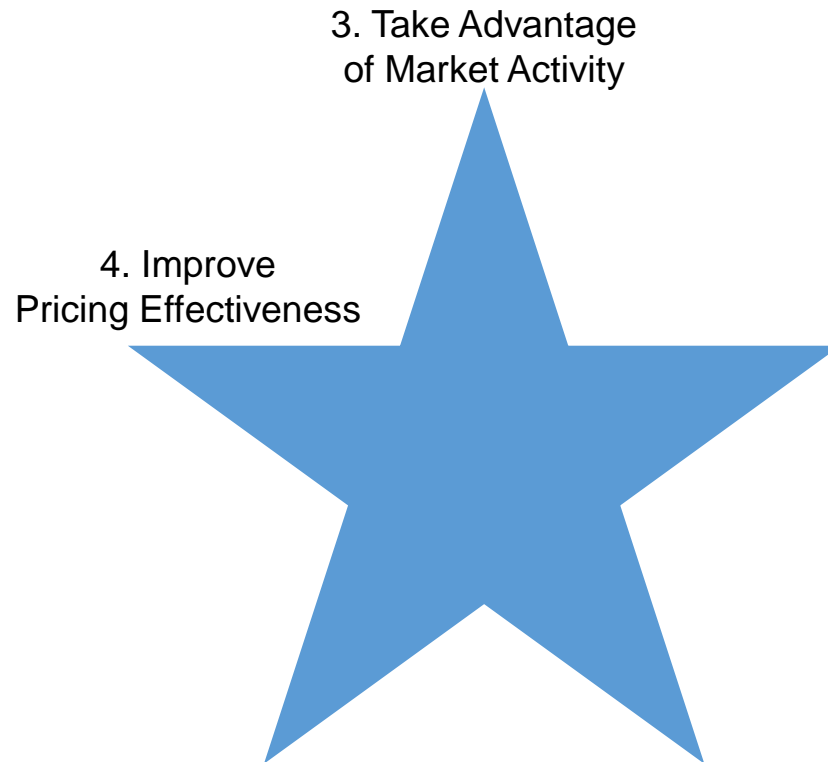 3. Take Advantage
of Market Activity
4. Improve
Pricing Effectiveness